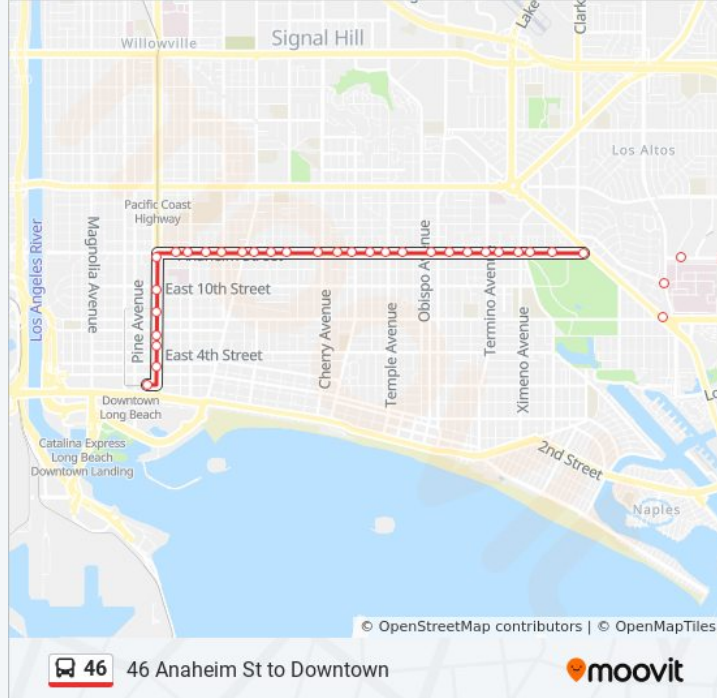 Lake
Clark
Willowville
Signal Hill
Los Altos
Pacific Coast
Highway
Los Angeles River
Magnolia Avenue
Pine Avenue
East 10th Street
East 4th Street
Cherry Avenue
Temple Avenue
Obispo Avenue
Termino Avenue
Ximeno Avenue
Downtown
Long Beach
Catalina Express
Long Beach
Downtown Landing
2nd Street
Naples
© OpenStreetMap contributors | © OpenMapTiles
46 46 Anaheim St to Downtown
moovit